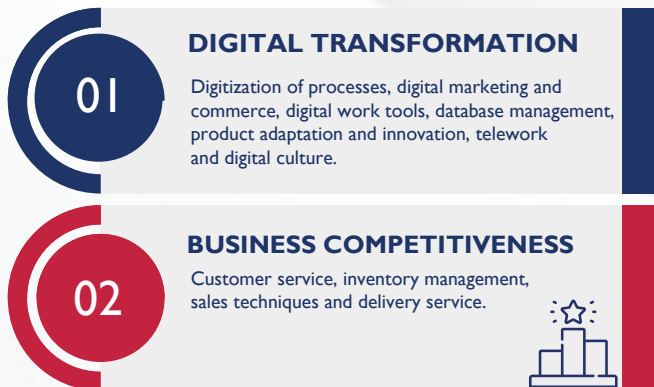 01
DIGITAL TRANSFORMATION
Digitization of processes, digital marketing and
commerce, digital work tools, database management,
product adaptation and innovation, telework
and digital culture.
02
BUSINESS COMPETITIVENESS
Customer service, inventory management,
sales techniques and delivery service.